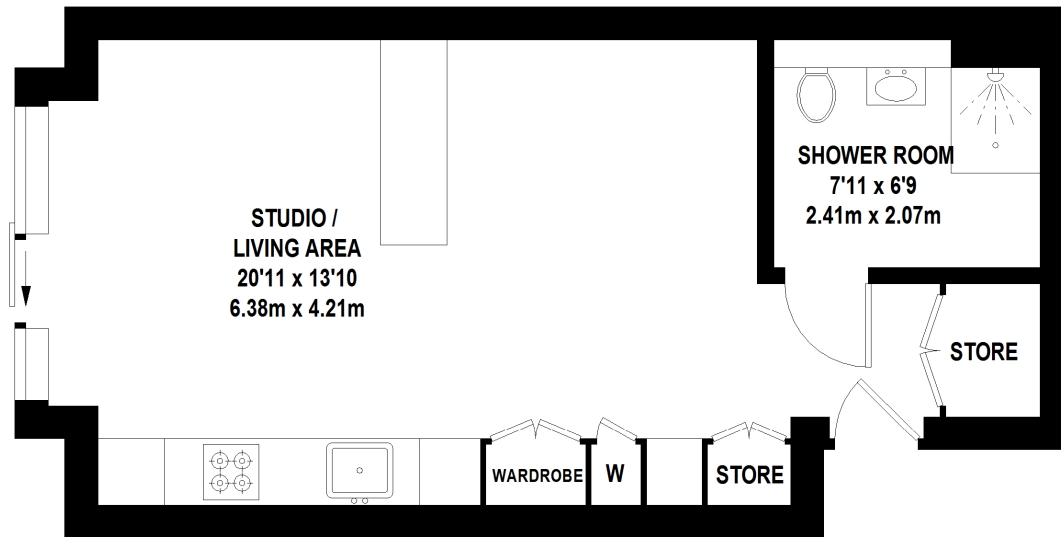 SHOWER ROOM
7'11 x 6'9
2.41m x 2.07m
STUDIO /
LIVING AREA
20'11 x 13'10
6.38m x 4.21m
STORE
WARDROBE
W
STORE